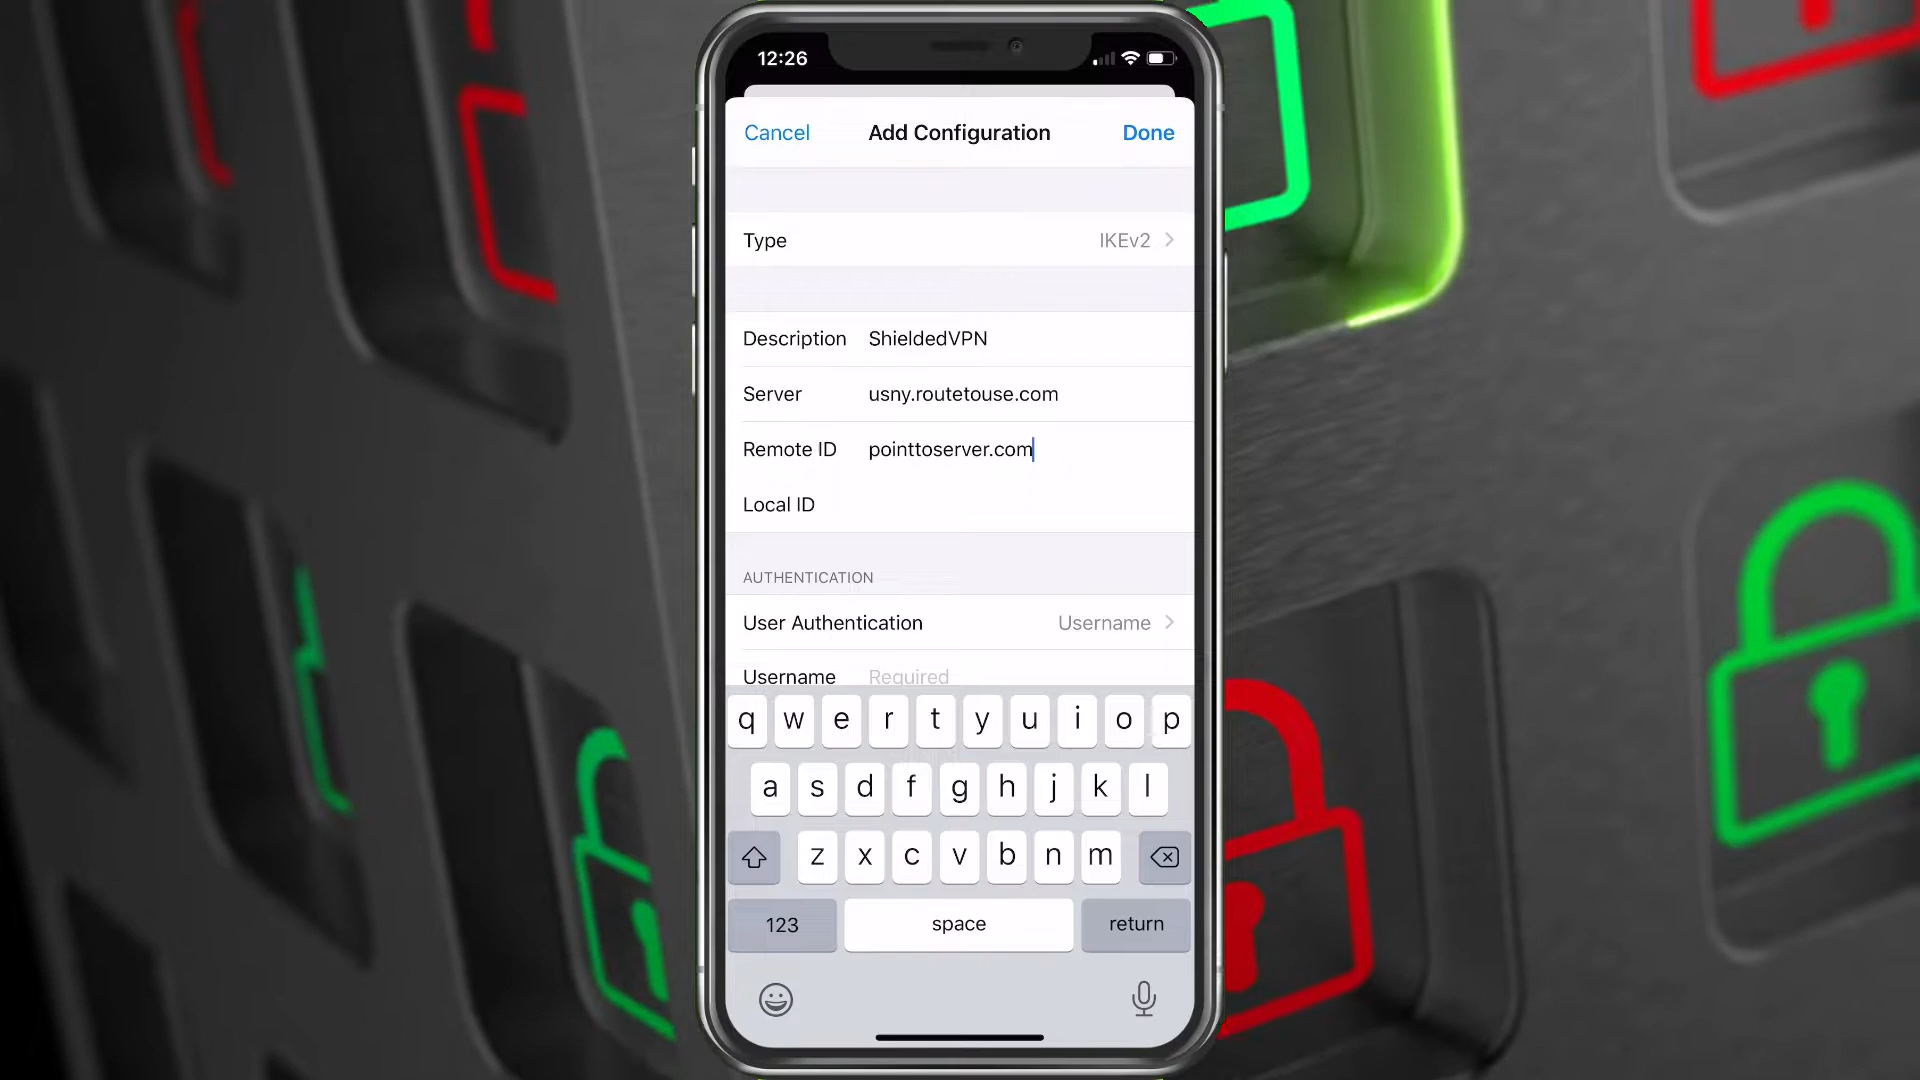 12:26
Cancel Add Configuration Done
Type IKEv2
Description ShieldedVPN
Server usny.routetouse.com
Remote ID pointtoserver.com
Local ID
AUTHENTICATION
User Authentication Username
Username Required
q w e r t y u i o p
a s d f g h j k l
z x c v b n m
123 space return